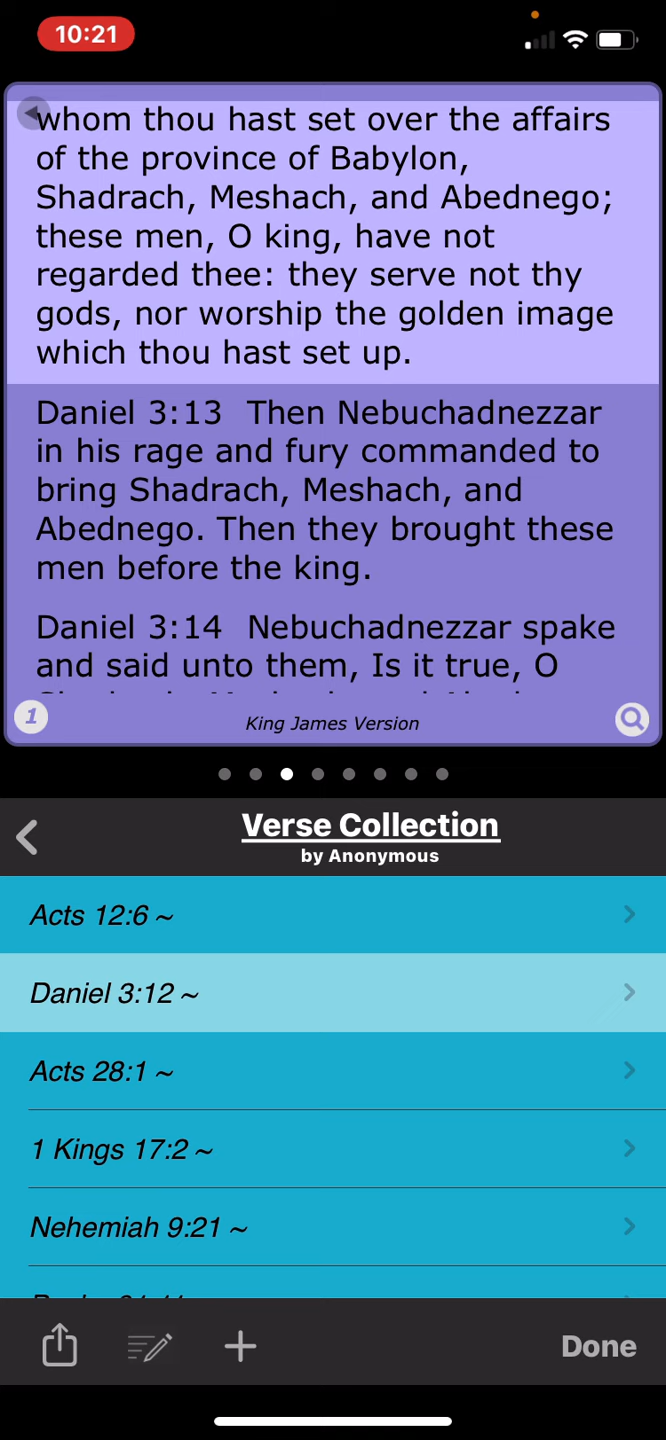 10:21
whom thou hast set over the affairs
of the province of Babylon,
Shadrach, Meshach, and Abednego;
these men, O king, have not
regarded thee: they serve not thy
gods, nor worship the golden image
which thou hast set up.
Daniel 3:13 Then Nebuchadnezzar
in his rage and fury commanded to
bring Shadrach, Meshach, and
Abednego. Then they brought these
men before the king.
Daniel 3:14 Nebuchadnezzar spake
and said unto them, Is it true, O
1
King James Version
Verse Collection
by Anonymous
Acts 12:6 ~
Daniel 3:12 ~
Acts 28:1 ~
1 Kings 17:2 ~
Nehemiah 9:21 ~
Done